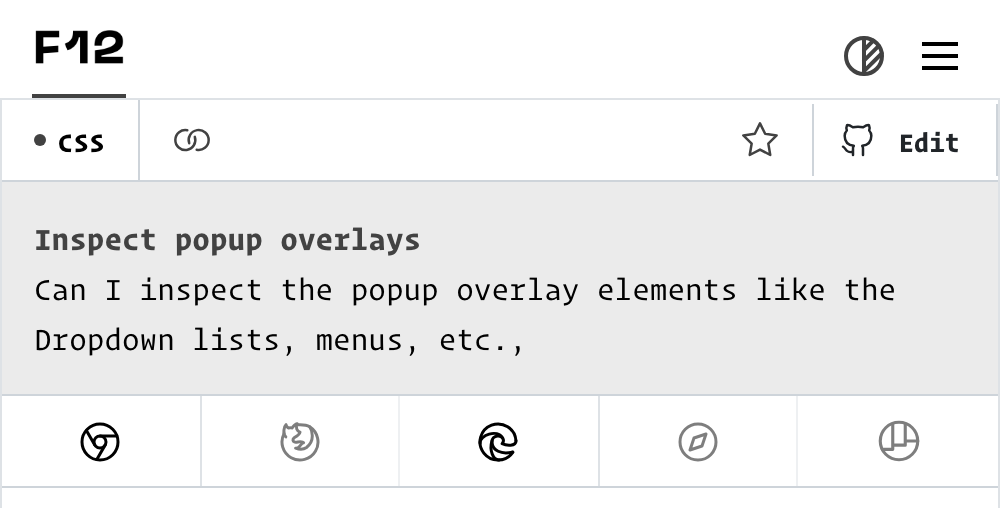 F12
css
Edit
Inspect popup overlays
Can I inspect the popup overlay elements like the
Dropdown lists, menus, etc.,